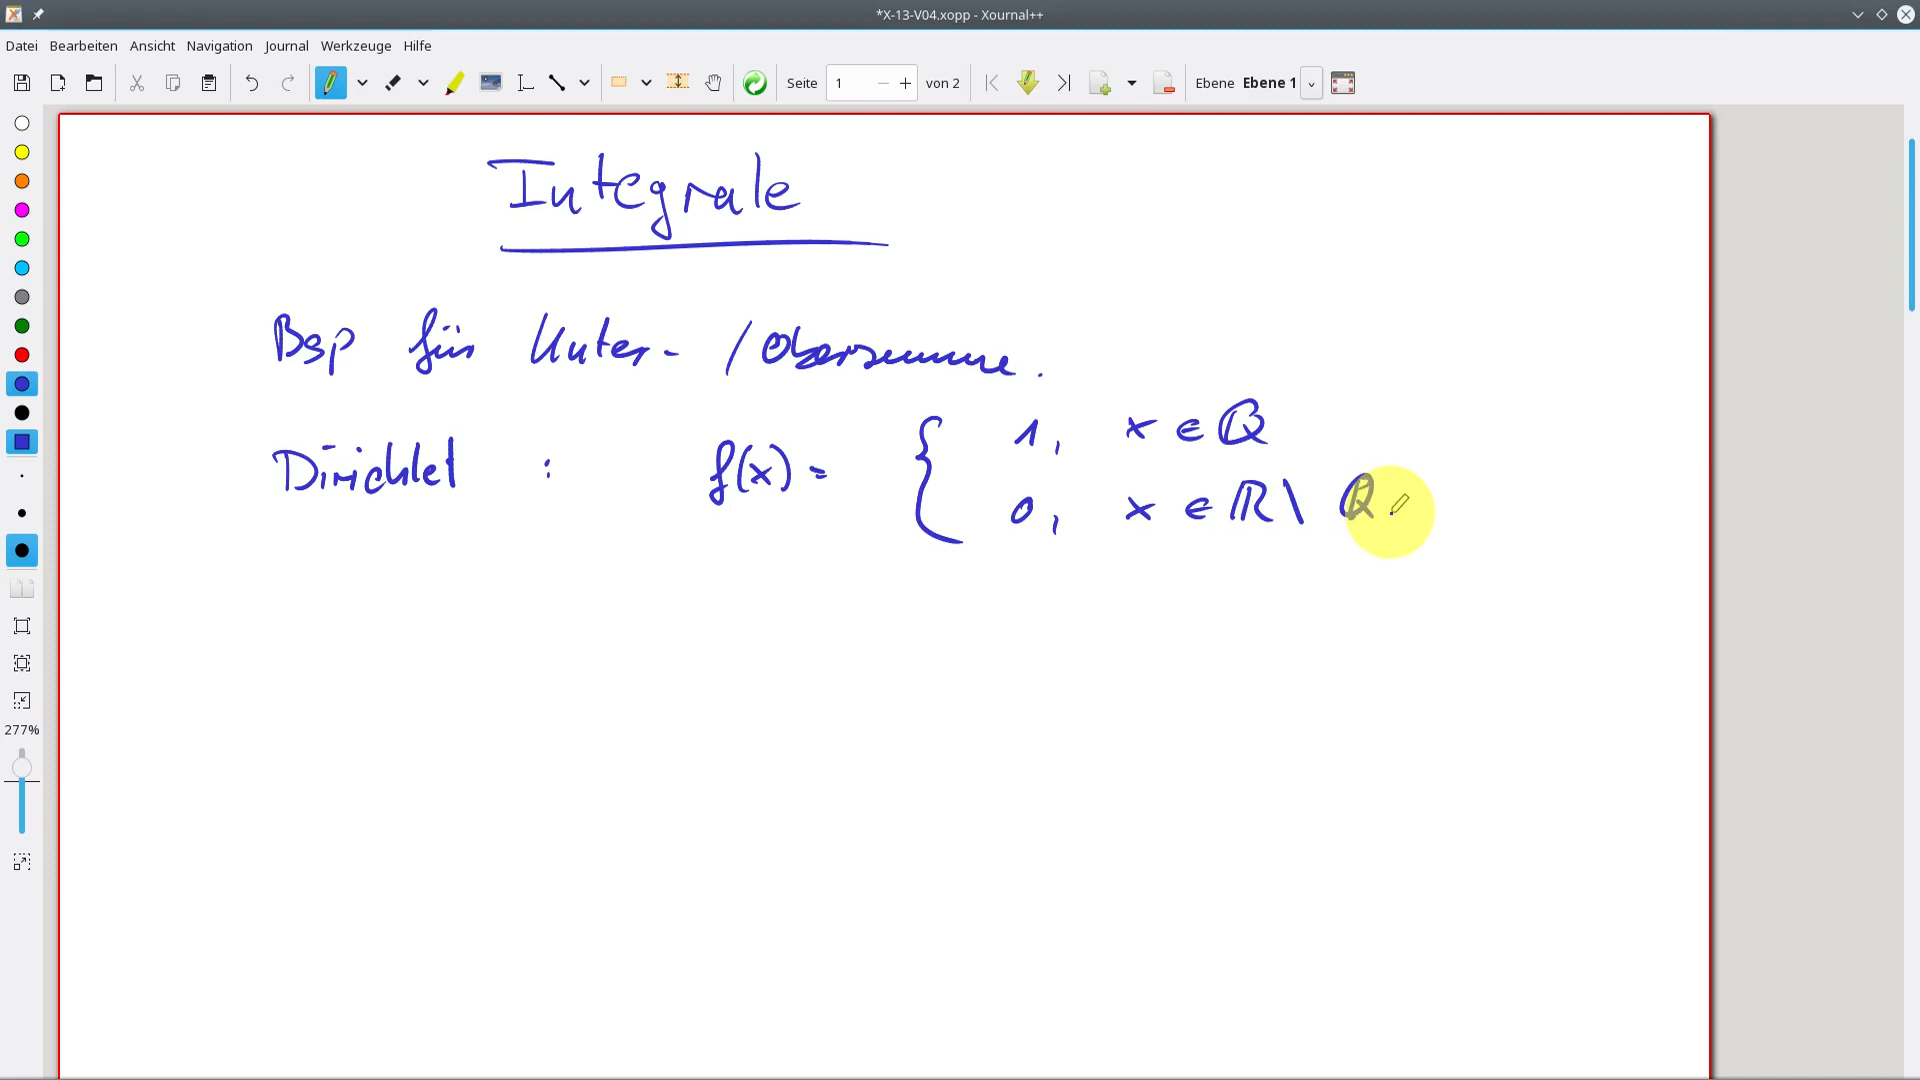 *X-13-V04.xopp - Xournal++
Datei Bearbeiten Ansicht Navigation Journal Werkzeuge Hilfe
Seite 1 von 2 Ebene Ebene 1
Integrale
Bsp für Unter- / Obersumme.
Dirichlet : f(x) = { 1, x ∈ ℚ
0, x ∈ ℝ \ ℚ
277%